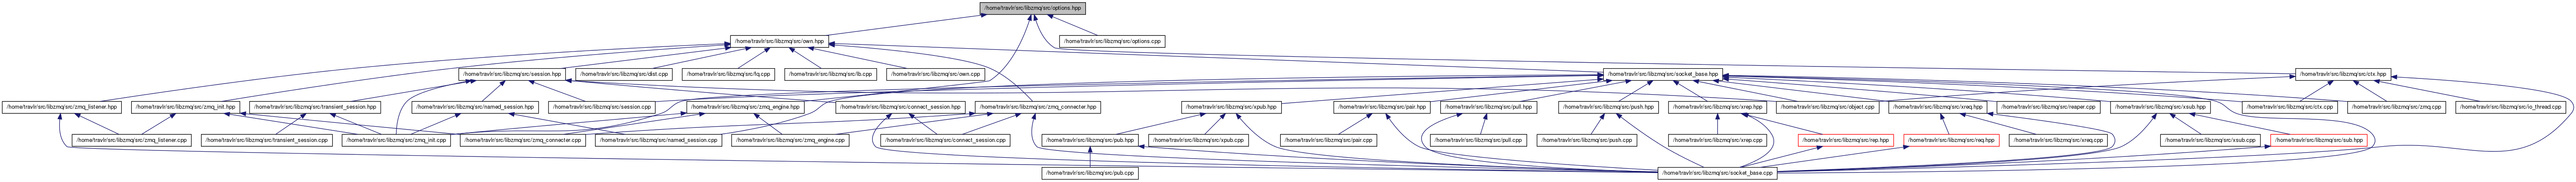 /home/travlr/src/libzmq/src/options.hpp
/home/travlr/src/libzmq/src/own.hpp
/home/travlr/src/libzmq/src/options.cpp
/home/travlr/src/libzmq/src/session.hpp
/home/travlr/src/libzmq/src/dist.cpp
/home/travlr/src/libzmq/src/fq.cpp
/home/travlr/src/libzmq/src/lb.cpp
/home/travlr/src/libzmq/src/own.cpp
/home/travlr/src/libzmq/src/socket_base.hpp
/home/travlr/src/libzmq/src/ctx.hpp
/home/travlr/src/libzmq/src/zmq_listener.hpp
/home/travlr/src/libzmq/src/zmq_init.hpp
/home/travlr/src/libzmq/src/transient_session.hpp
/home/travlr/src/libzmq/src/named_session.hpp
/home/travlr/src/libzmq/src/session.cpp
/home/travlr/src/libzmq/src/zmq_engine.hpp
/home/travlr/src/libzmq/src/connect_session.hpp
/home/travlr/src/libzmq/src/zmq_connecter.hpp
/home/travlr/src/libzmq/src/xpub.hpp
/home/travlr/src/libzmq/src/pair.hpp
/home/travlr/src/libzmq/src/pull.hpp
/home/travlr/src/libzmq/src/push.hpp
/home/travlr/src/libzmq/src/xrep.hpp
/home/travlr/src/libzmq/src/object.cpp
/home/travlr/src/libzmq/src/xreq.hpp
/home/travlr/src/libzmq/src/reaper.cpp
/home/travlr/src/libzmq/src/xsub.hpp
/home/travlr/src/libzmq/src/ctx.cpp
/home/travlr/src/libzmq/src/zmq.cpp
/home/travlr/src/libzmq/src/io_thread.cpp
/home/travlr/src/libzmq/src/zmq_listener.cpp
/home/travlr/src/libzmq/src/transient_session.cpp
/home/travlr/src/libzmq/src/zmq_init.cpp
/home/travlr/src/libzmq/src/zmq_connecter.cpp
/home/travlr/src/libzmq/src/named_session.cpp
/home/travlr/src/libzmq/src/zmq_engine.cpp
/home/travlr/src/libzmq/src/connect_session.cpp
/home/travlr/src/libzmq/src/pub.hpp
/home/travlr/src/libzmq/src/xpub.cpp
/home/travlr/src/libzmq/src/pair.cpp
/home/travlr/src/libzmq/src/pull.cpp
/home/travlr/src/libzmq/src/push.cpp
/home/travlr/src/libzmq/src/xrep.cpp
/home/travlr/src/libzmq/src/rep.hpp
/home/travlr/src/libzmq/src/req.hpp
/home/travlr/src/libzmq/src/xreq.cpp
/home/travlr/src/libzmq/src/xsub.cpp
/home/travlr/src/libzmq/src/sub.hpp
/home/travlr/src/libzmq/src/pub.cpp
/home/travlr/src/libzmq/src/socket_base.cpp